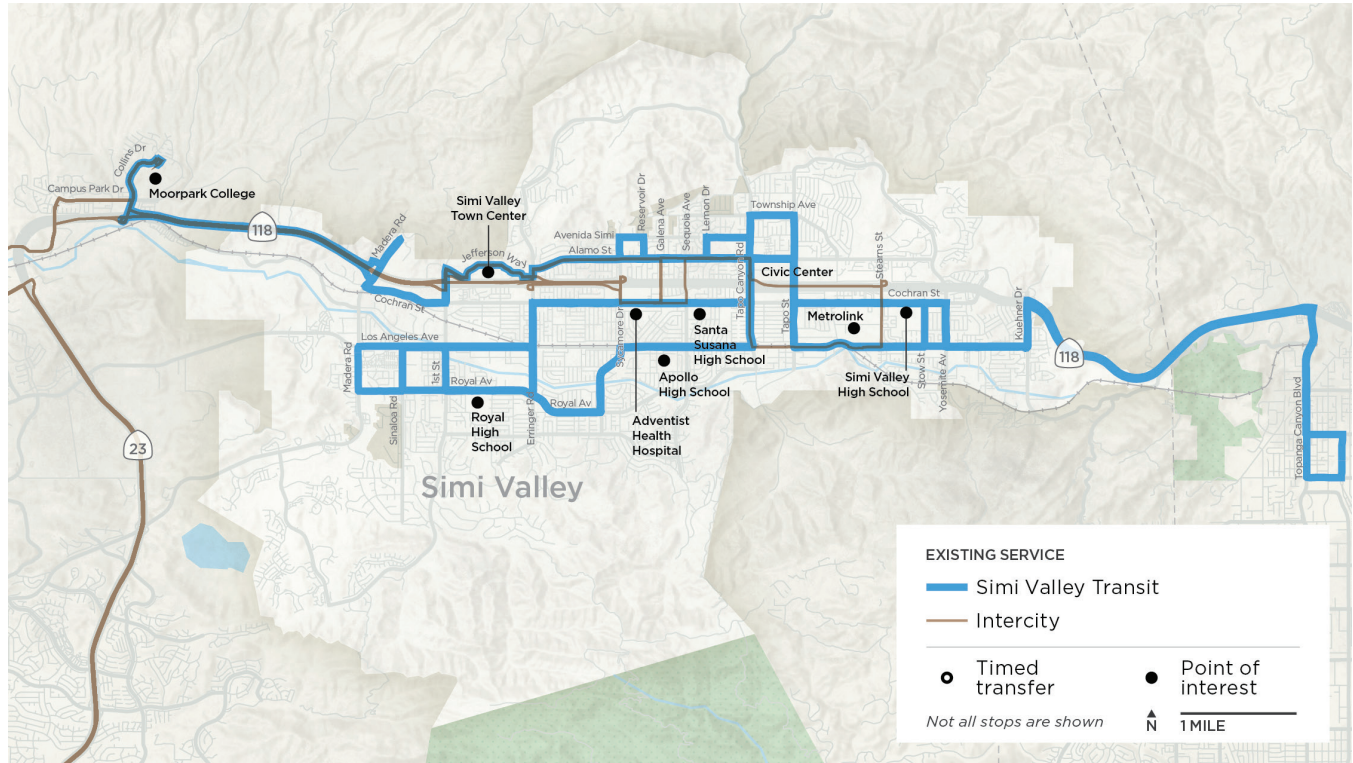 Collins Dr
Campus Park Dr
Moorpark College
118
Madera Rd
Simi Valley
Town Center
Jefferson Way
Cochran St
Avenida Simi
Alamo St
Reservoir Dr
Galena Ave
Sequoia Ave
Lemon Dr
Township Ave
Tapo Canyon Rd
Civic Center
Stearns St
Cochran St
Tapo St
Metrolink
Kuehner Dr
118
Los Angeles Ave
Madera Rd
Sinaloa Rd
1st St
Royal Av
Royal
High
School
Erringer Rd
Royal Av
Sycamore Dr
Santa
Susana
High School
Apollo
High School
Adventist
Health
Hospital
Simi Valley
High School
Stow St
Yosemite Av
Topanga Canyon Blvd
23
Simi Valley
EXISTING SERVICE
Simi Valley Transit
Intercity
Timed
transfer
Point of
interest
Not all stops are shown
N
1 MILE